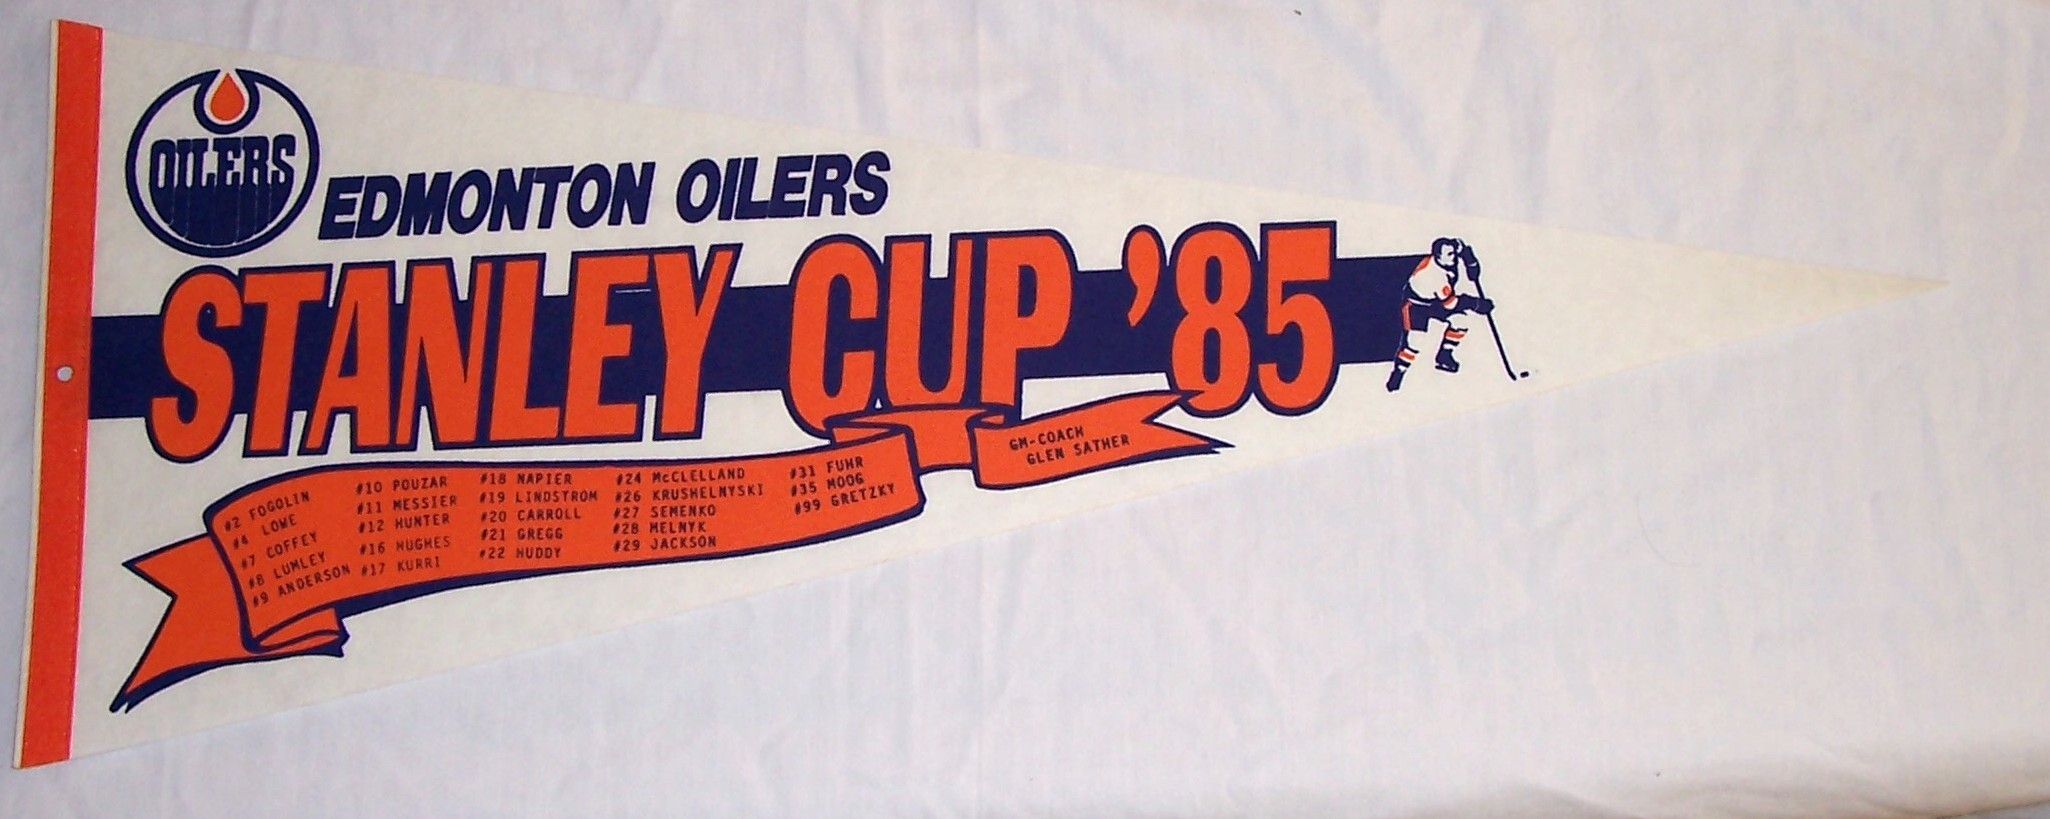 OILERS
EDMONTON OILERS
STANLEY CUP '85
GM-COACH
GLEN SATHER
#2 FOGOLIN
#4 LOWE
#7 COFFEY
#8 LUMLEY
#9 ANDERSON
#10 POUZAR
#11 MESSIER
#12 HUNTER
#16 HUGHES
#17 KURRI
#18 NAPIER
#19 LINDSTROM
#20 CARROLL
#21 GREGG
#22 HUDDY
#24 McCLELLAND
#26 KRUSHELNYSKI
#27 SEMENKO
#28 MELNYK
#29 JACKSON
#31 FUHR
#35 MOOG
#99 GRETZKY